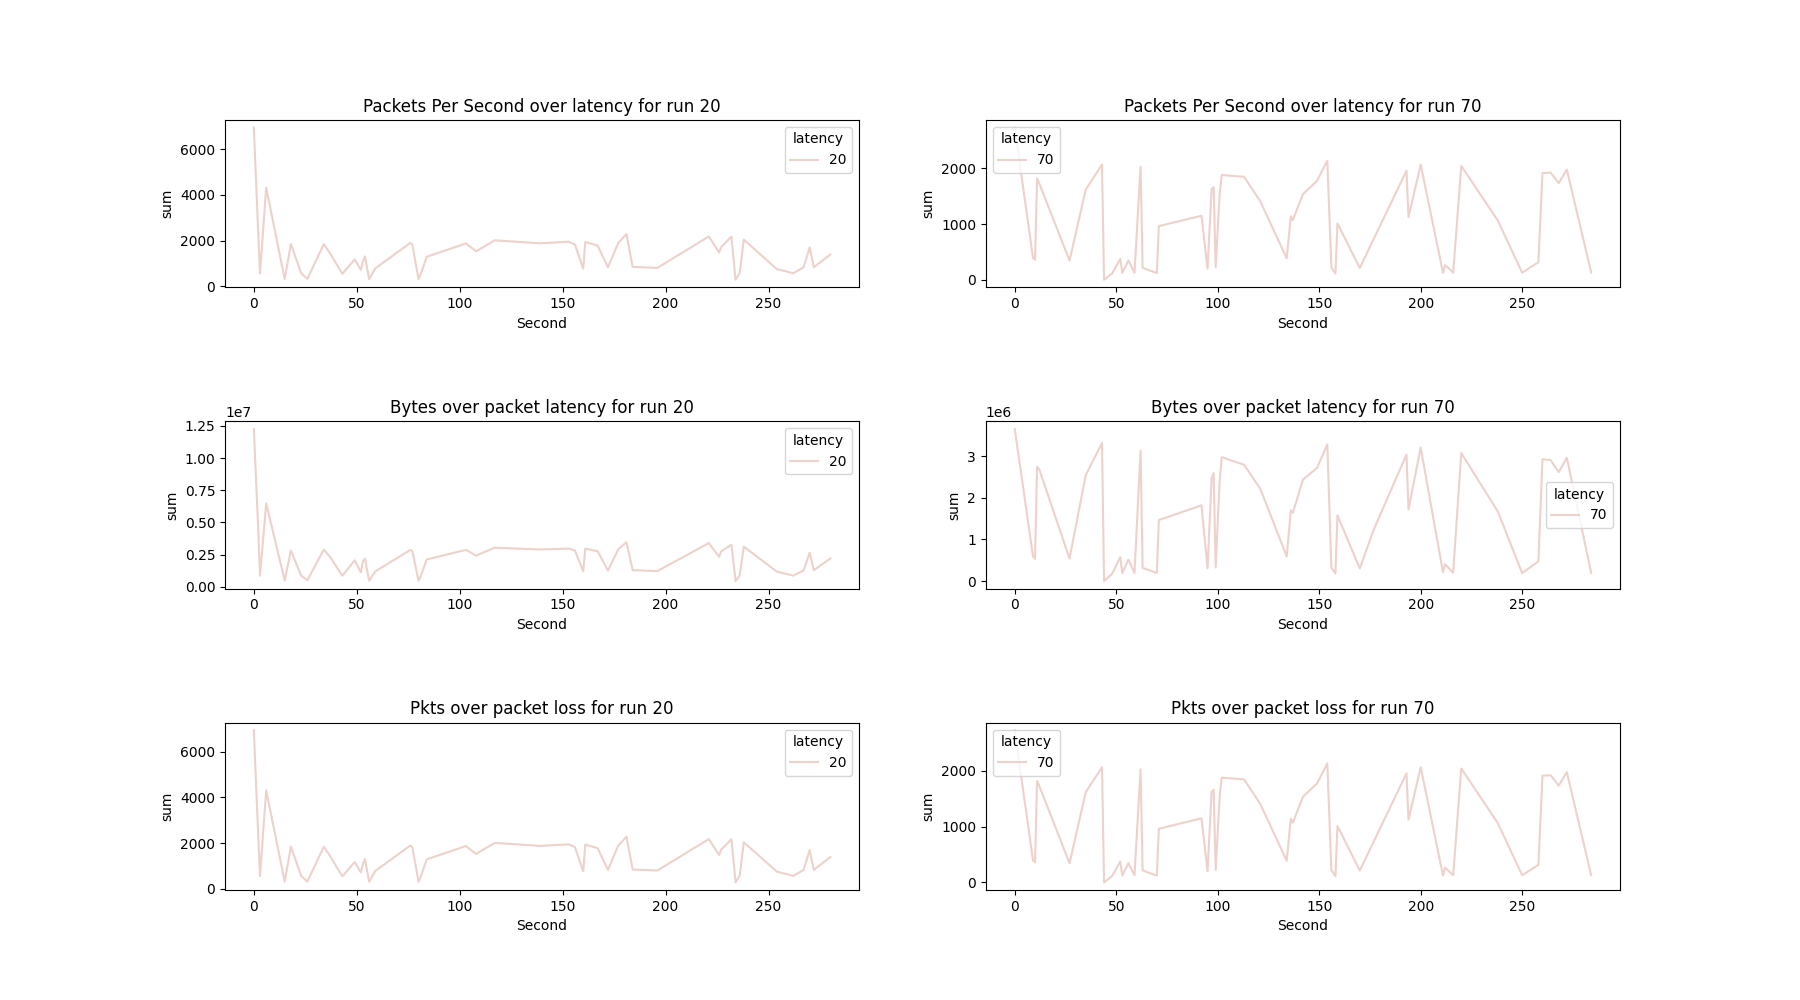 Packets Per Second over latency for run 20
sum
6000
4000
2000
0
latency
20
0 50 100 150 200 250
Second
Packets Per Second over latency for run 70
sum
2000
1000
0
latency
70
0 50 100 150 200 250
Second
Bytes over packet latency for run 20
1e7
sum
1.25
1.00
0.75
0.50
0.25
0.00
latency
20
0 50 100 150 200 250
Second
Bytes over packet latency for run 70
1e6
sum
3
2
1
0
latency
70
0 50 100 150 200 250
Second
Pkts over packet loss for run 20
sum
6000
4000
2000
0
latency
20
0 50 100 150 200 250
Second
Pkts over packet loss for run 70
sum
2000
1000
0
latency
70
0 50 100 150 200 250
Second